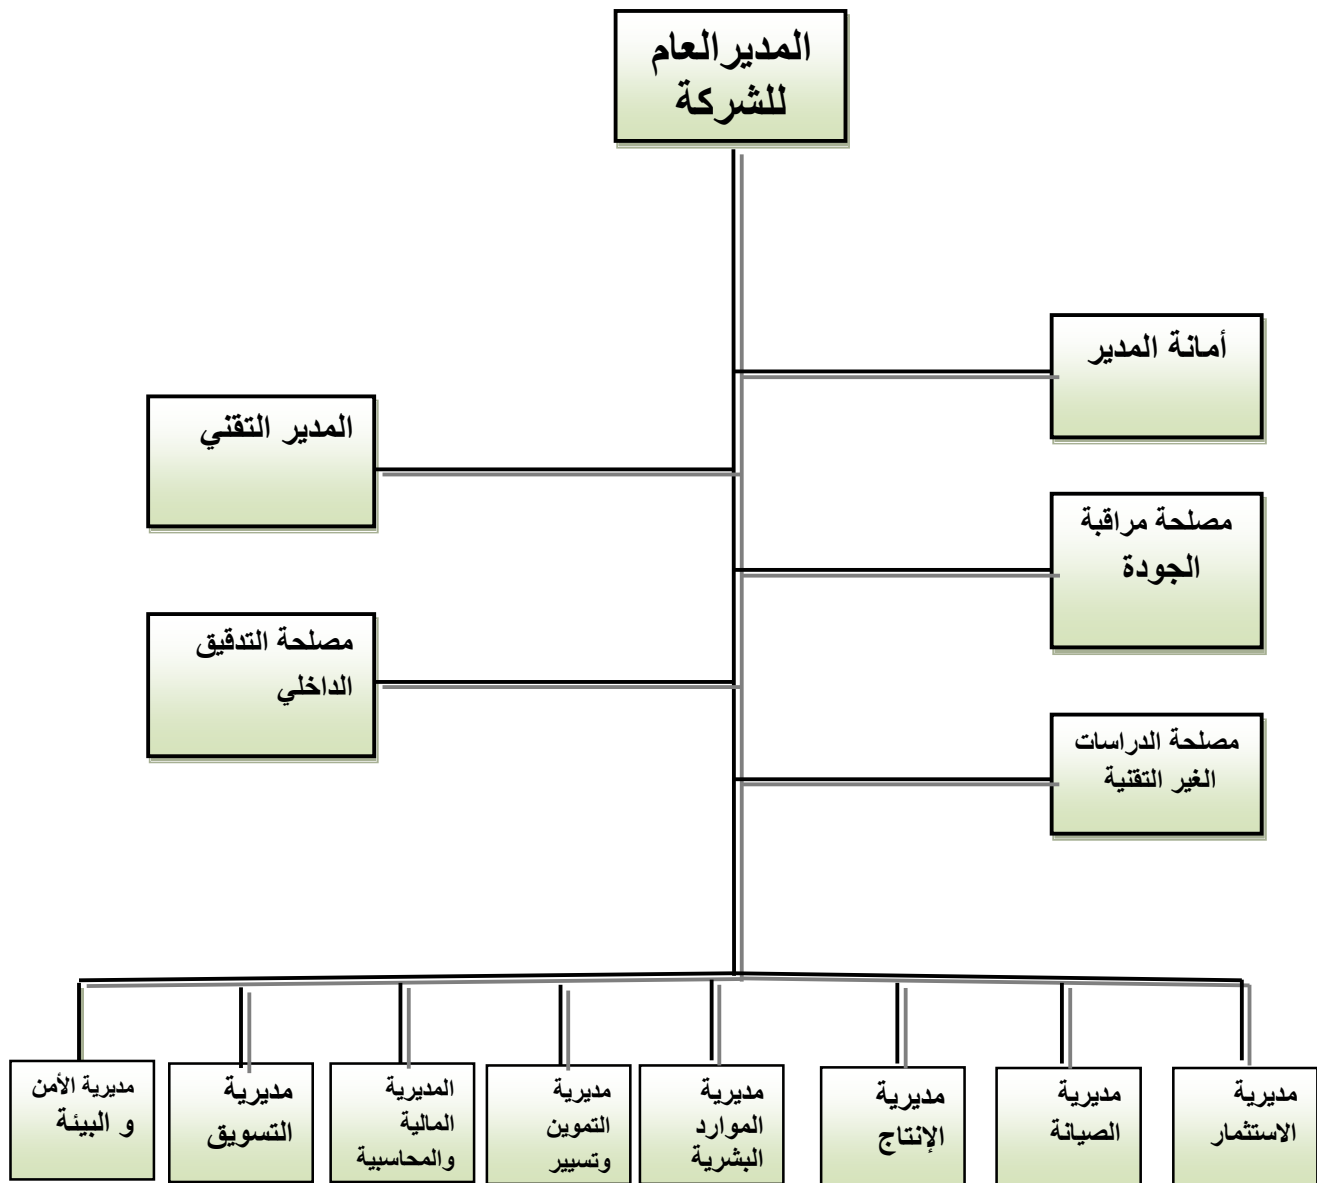 المدير العام
للشركة
أمانة المدير
المدير التقني
مصلحة مراقبة
الجودة
مصلحة التدقيق
الداخلي
مصلحة الدراسات
الغير التقنية
مديرية
الاستثمار
مديرية
الصيانة
مديرية
الإنتاج
مديرية
الموارد
البشرية
مديرية
التموين
وتسيير
المديرية
المالية
والمحاسبية
مديرية
التسويق
مديرية الأمن
و البيئة